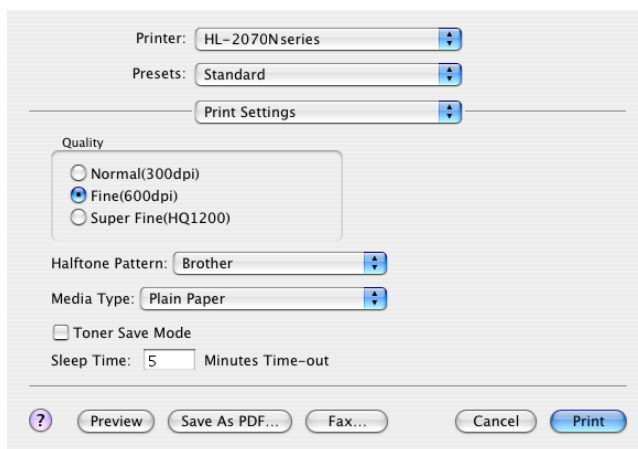 Printer: HL-2070N series
Presets: Standard
Print Settings
Quality
Normal(300dpi)
Fine(600dpi)
Super Fine(HQ1200)
Halftone Pattern: Brother
Media Type: Plain Paper
Toner Save Mode
Sleep Time: 5 Minutes Time-out
? Preview Save As PDF... Fax... Cancel Print